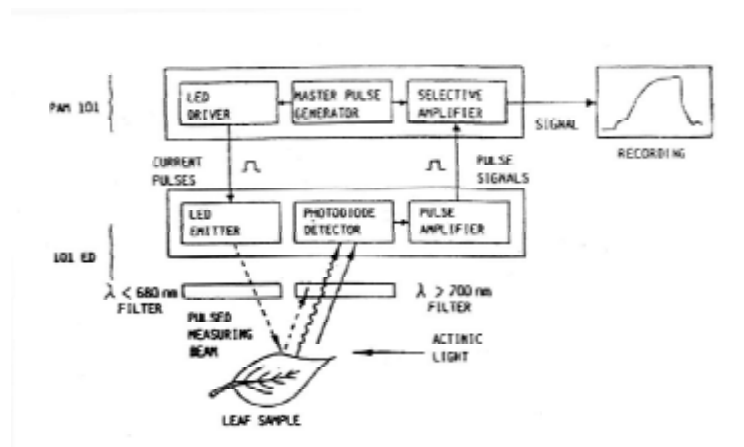 PAM 101
LED
DRIVER
MASTER PULSE
GENERATOR
SELECTIVE
AMPLIFIER
SIGNAL
RECORDING
CURRENT
PULSES
PULSE
SIGNALS
LED
EMITTER
PHOTODIODE
DETECTOR
PULSE
AMPLIFIER
101 ED
λ < 680 nm
FILTER
λ > 700 nm
FILTER
PULSED
MEASURING
BEAM
ACTINIC
LIGHT
LEAF SAMPLE